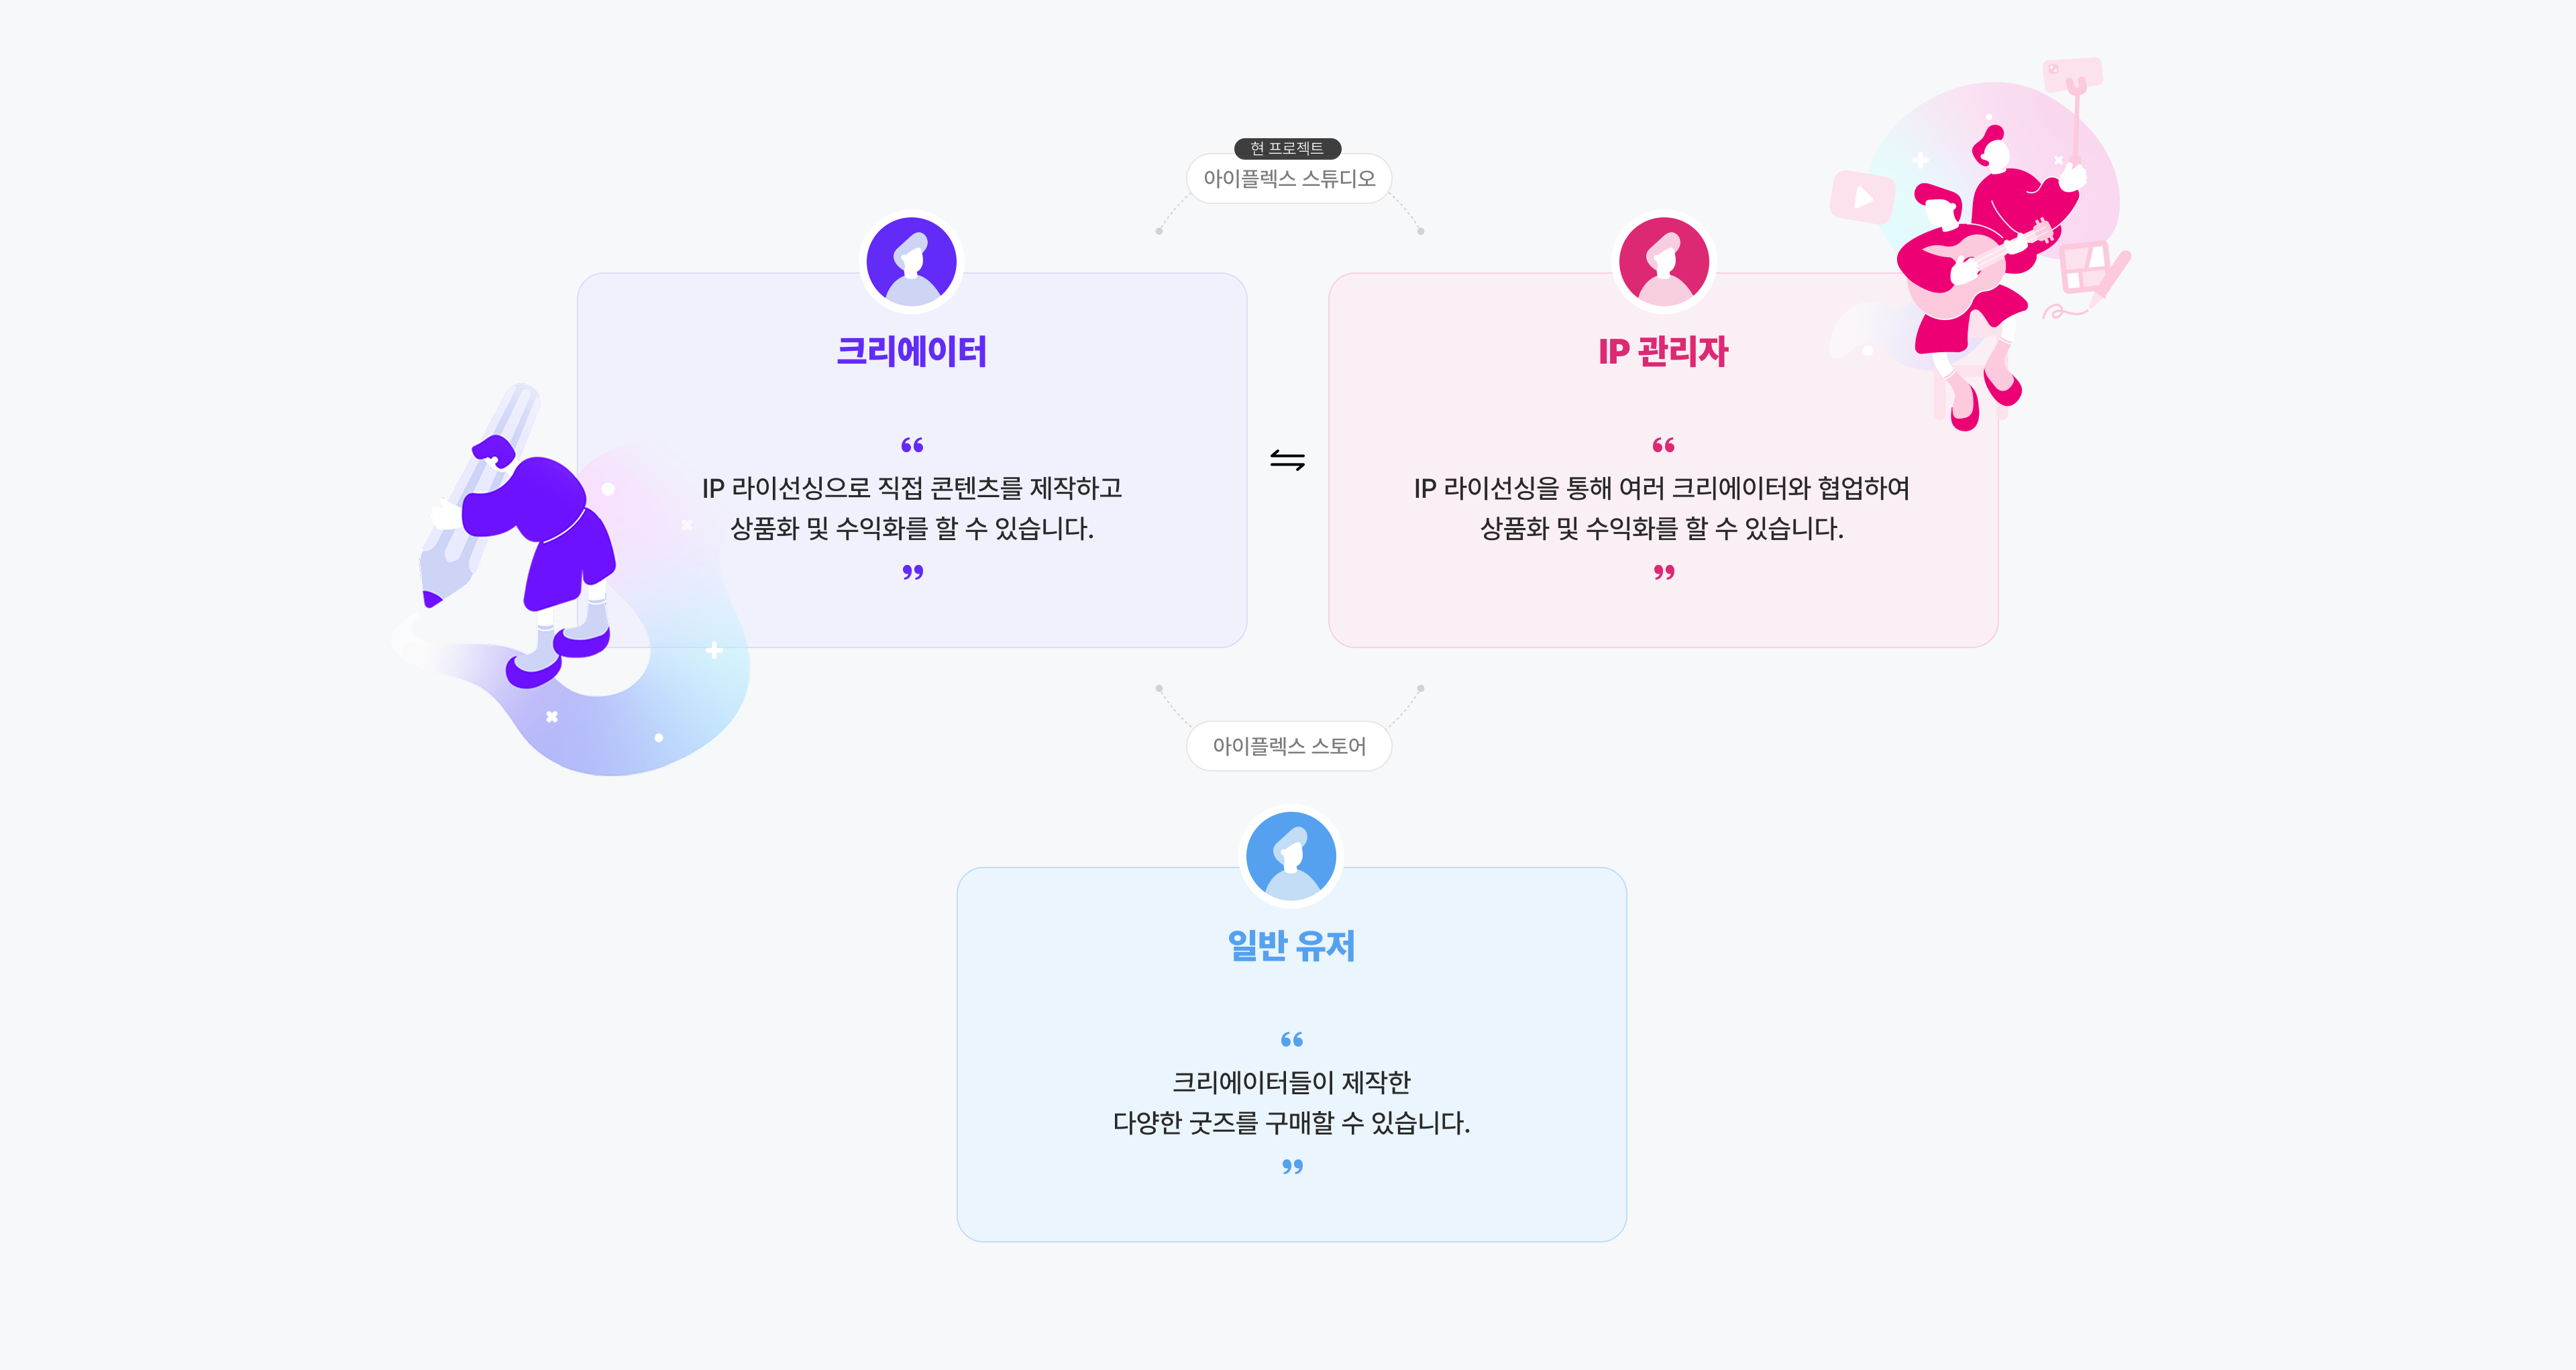 현 프로젝트
아이플렉스 스튜디오
크리에이터
“
IP 라이선싱으로 직접 콘텐츠를 제작하고
상품화 및 수익화를 할 수 있습니다.
”
IP 관리자
“
IP 라이선싱을 통해 여러 크리에이터와 협업하여
상품화 및 수익화를 할 수 있습니다.
”
아이플렉스 스토어
일반 유저
“
크리에이터들이 제작한
다양한 굿즈를 구매할 수 있습니다.
”